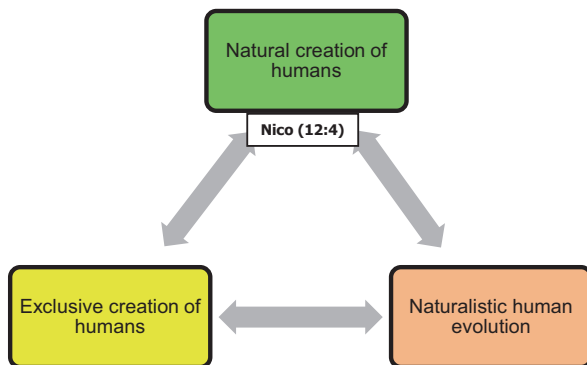 Natural creation of
humans
Nico (12:4)
Exclusive creation of
humans
Naturalistic human
evolution